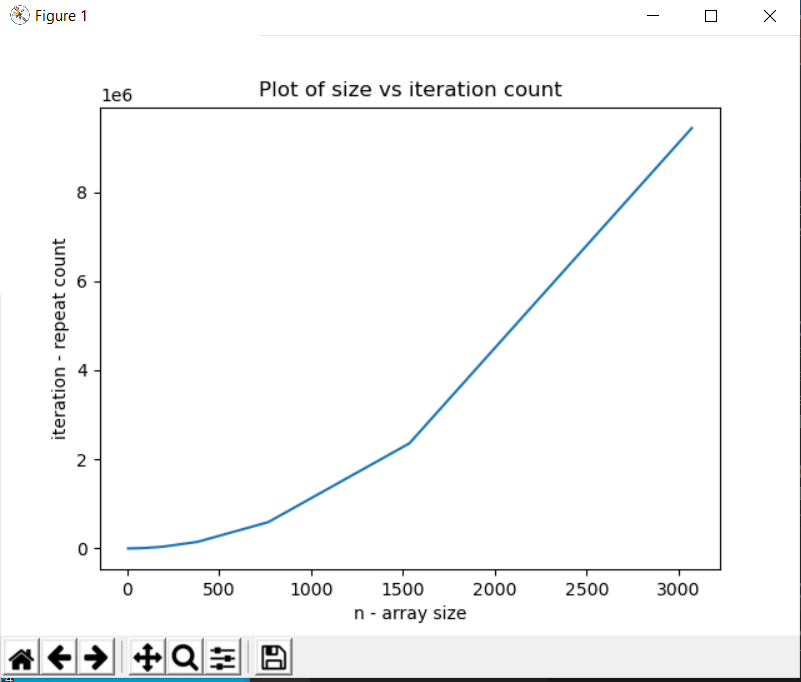 Figure 1
Plot of size vs iteration count
1e6
8
6
4
2
0
iteration - repeat count
0 500 1000 1500 2000 2500 3000
n - array size